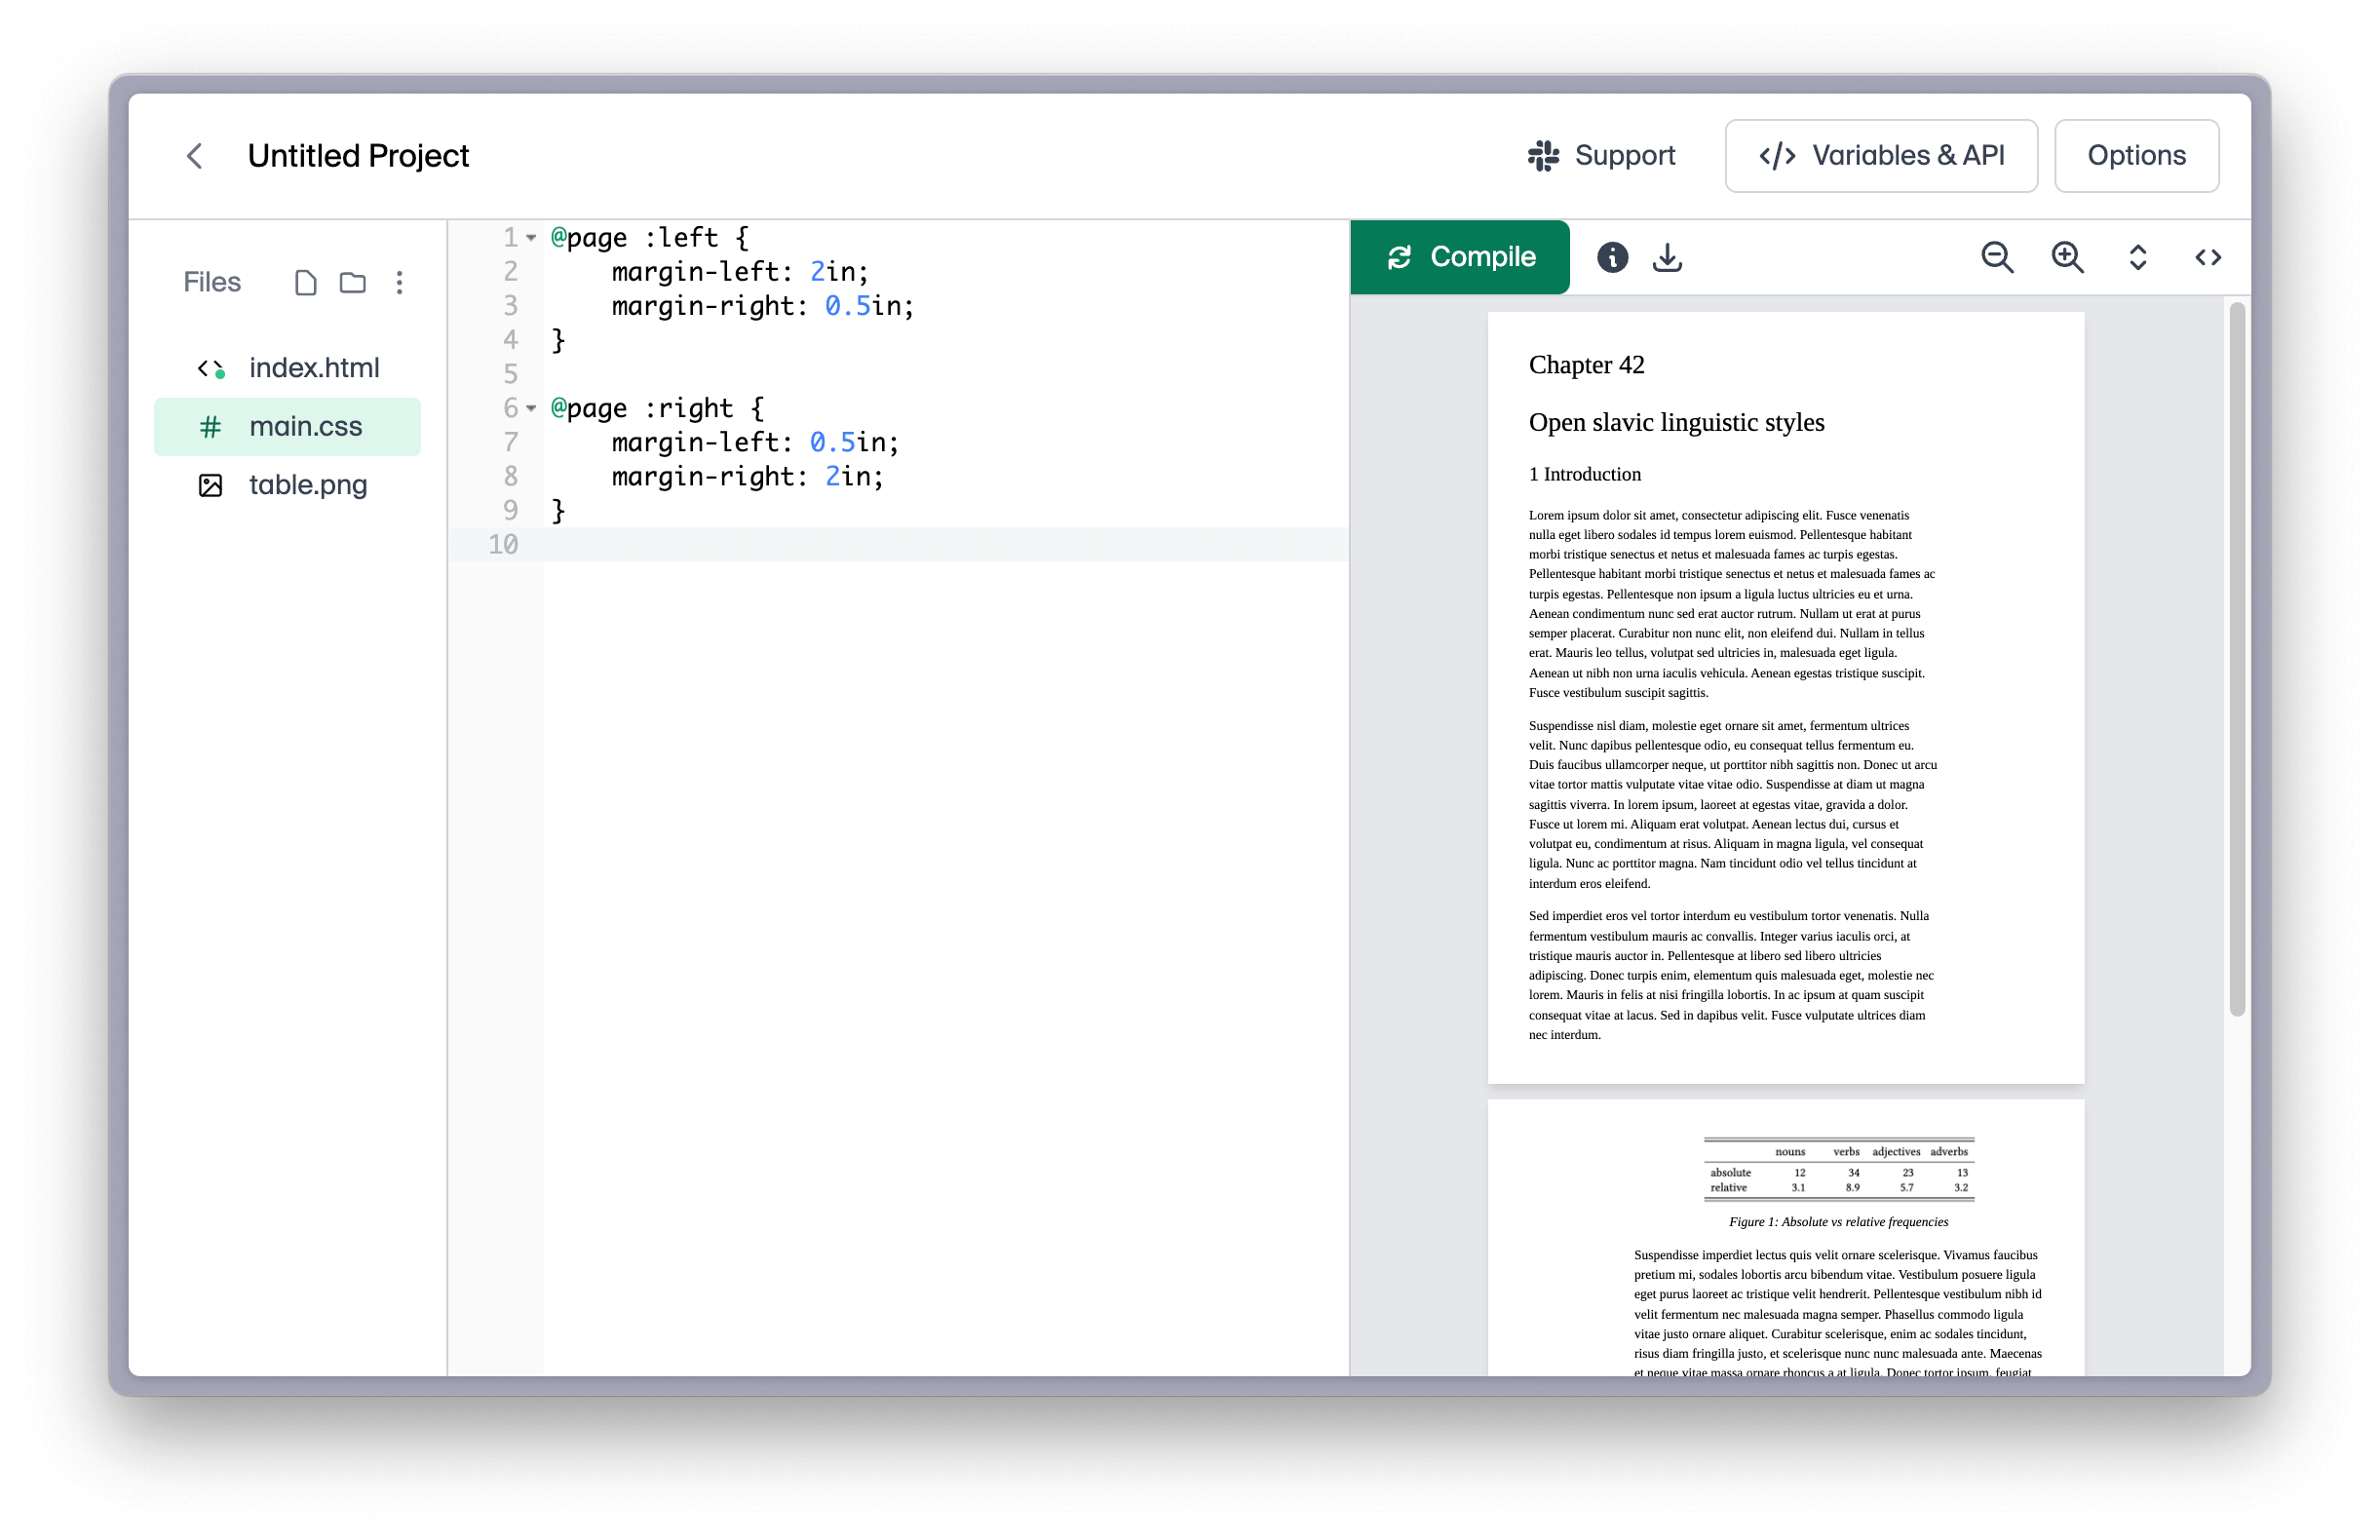 Untitled Project
Support
</> Variables & API
Options
Files
index.html
# main.css
table.png
1 @page :left {
2 margin-left: 2in;
3 margin-right: 0.5in;
4 }
5
6 @page :right {
7 margin-left: 0.5in;
8 margin-right: 2in;
9 }
10
Compile
Chapter 42
Open slavic linguistic styles
1 Introduction
Lorem ipsum dolor sit amet, consectetur adipiscing elit. Fusce venenatis
nulla eget libero sodales id tempus lorem euismod. Pellentesque habitant
morbi tristique senectus et netus et malesuada fames ac turpis egestas.
Pellentesque habitant morbi tristique senectus et netus et malesuada fames ac
turpis egestas. Pellentesque non ipsum a ligula luctus ultricies eu et urna.
Aenean condimentum nunc sed erat auctor rutrum. Nullam ut erat at purus
semper placerat. Curabitur non nunc elit, non eleifend dui. Nullam in tellus
erat. Mauris leo tellus, volutpat sed ultricies in, malesuada eget ligula.
Aenean ut nibh non urna iaculis vehicula. Aenean egestas tristique suscipit.
Fusce vestibulum suscipit sagittis.
Suspendisse nisl diam, molestie eget ornare sit amet, fermentum ultrices
velit. Nunc dapibus pellentesque odio, eu consequat tellus fermentum eu.
Duis faucibus ullamcorper neque, ut porttitor nibh sagittis non. Donec ut arcu
vitae tortor mattis vulputate vitae vitae odio. Suspendisse at diam ut magna
sagittis viverra. In lorem ipsum, laoreet at egestas vitae, gravida a dolor.
Fusce ut lorem mi. Aliquam erat volutpat. Aenean lectus dui, cursus et
volutpat eu, condimentum at risus. Aliquam in magna ligula, vel consequat
ligula. Nunc ac porttitor magna. Nam tincidunt odio vel tellus tincidunt at
interdum eros eleifend.
Sed imperdiet eros vel tortor interdum eu vestibulum tortor venenatis. Nulla
fermentum vestibulum mauris ac convallis. Integer varius iaculis orci, at
tristique mauris auctor in. Pellentesque at libero sed libero ultricies
adipiscing. Donec turpis enim, elementum quis malesuada eget, molestie nec
lorem. Mauris in felis at nisi fringilla lobortis. In ac ipsum at quam suscipit
consequat vitae at lacus. Sed in dapibus velit. Fusce vulputate ultrices diam
nec interdum.
nouns verbs adjectives adverbs
absolute 12 34 23 13
relative 3.1 8.9 5.7 3.2
Figure 1: Absolute vs relative frequencies
Suspendisse imperdiet lectus quis velit ornare scelerisque. Vivamus faucibus
pretium mi, sodales lobortis arcu bibendum vitae. Vestibulum posuere ligula
eget purus laoreet ac tristique velit hendrerit. Pellentesque vestibulum nibh id
velit fermentum nec malesuada magna semper. Phasellus commodo ligula
vitae justo ornare aliquet. Curabitur scelerisque, enim ac sodales tincidunt,
risus diam fringilla justo, et scelerisque nunc nunc malesuada ante. Maecenas
et neque vitae massa ornare rhoncus a at ligula. Donec tortor ipsum, feugiat